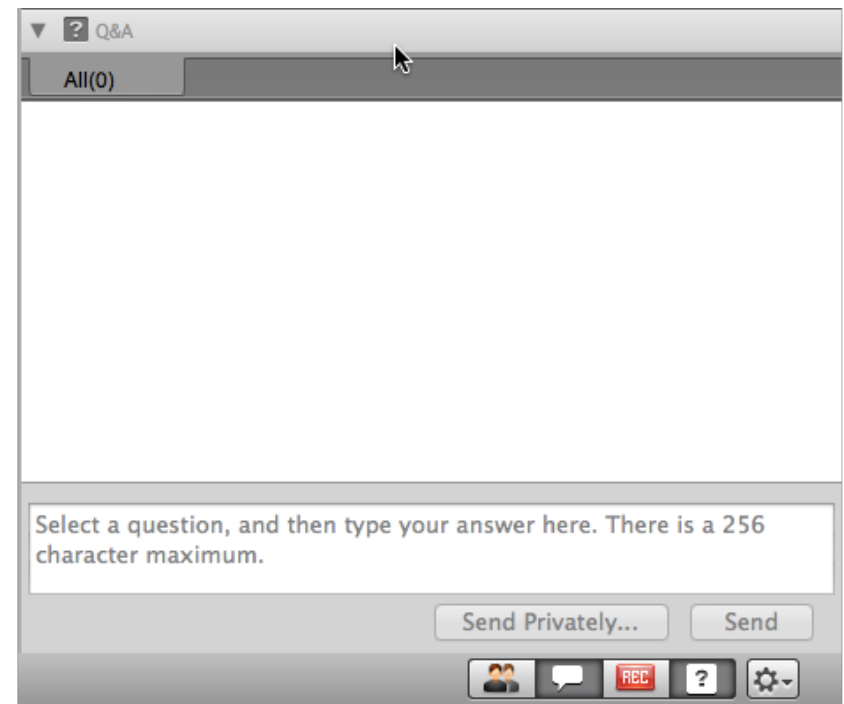 ? Q&A
All(0)
Select a question, and then type your answer here. There is a 256
character maximum.
Send Privately... Send
REC ?